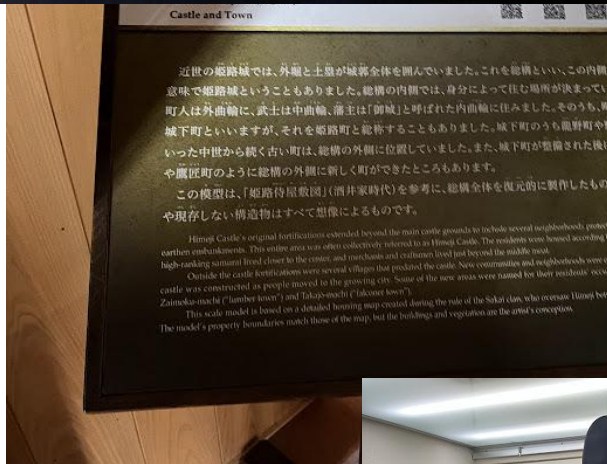 Castle and Town
近世の姫路城では、外堀と土塁が城郭全体を囲んでいました。これを総構といい、この内側
意味で姫路城ということもありました。総構の内側では、身分によって住む場所が決まってい
町人は外曲輪に、武士は中曲輪、藩主は「御城」と呼ばれた内曲輪に住みました。そのうち、
城下町といいますが、それを姫路町と総称することもありました。城下町のうち龍野町や
いった中世から続く古い町は、総構の外側に位置していました。また、城下町が整備された後に
や鷹匠町のように総構の外側に新しく町ができたところもあります。
この模型は、「姫路侍屋敷図」(酒井家時代)を参考に、総構全体を復元的に製作したもの
や現存しない構造物はすべて想像によるものです。
Himeji Castle's original fortifications extended beyond the main castle grounds to include several neighborhoods, protec
earthen embankments. This entire area was often collectively referred to as Himeji Castle. The residents were housed according
high-ranking samurai lived closer to the center, and merchants and craftsmen lived just beyond the middle moat.
Outside the castle fortifications were several villages that predated the castle. New communities and neighborhoods were
castle was constructed as people moved to the growing city. Some of the new areas were named for their residents' occu
Zaimoku-machi ("lumber town") and Takajo-machi ("falconer town").
This scale model is based on a detailed housing map created during the rule of the Sakai clan, who oversaw Himeji
The model's property boundaries match those of the map, but the buildings and vegetation are the artist's conception.